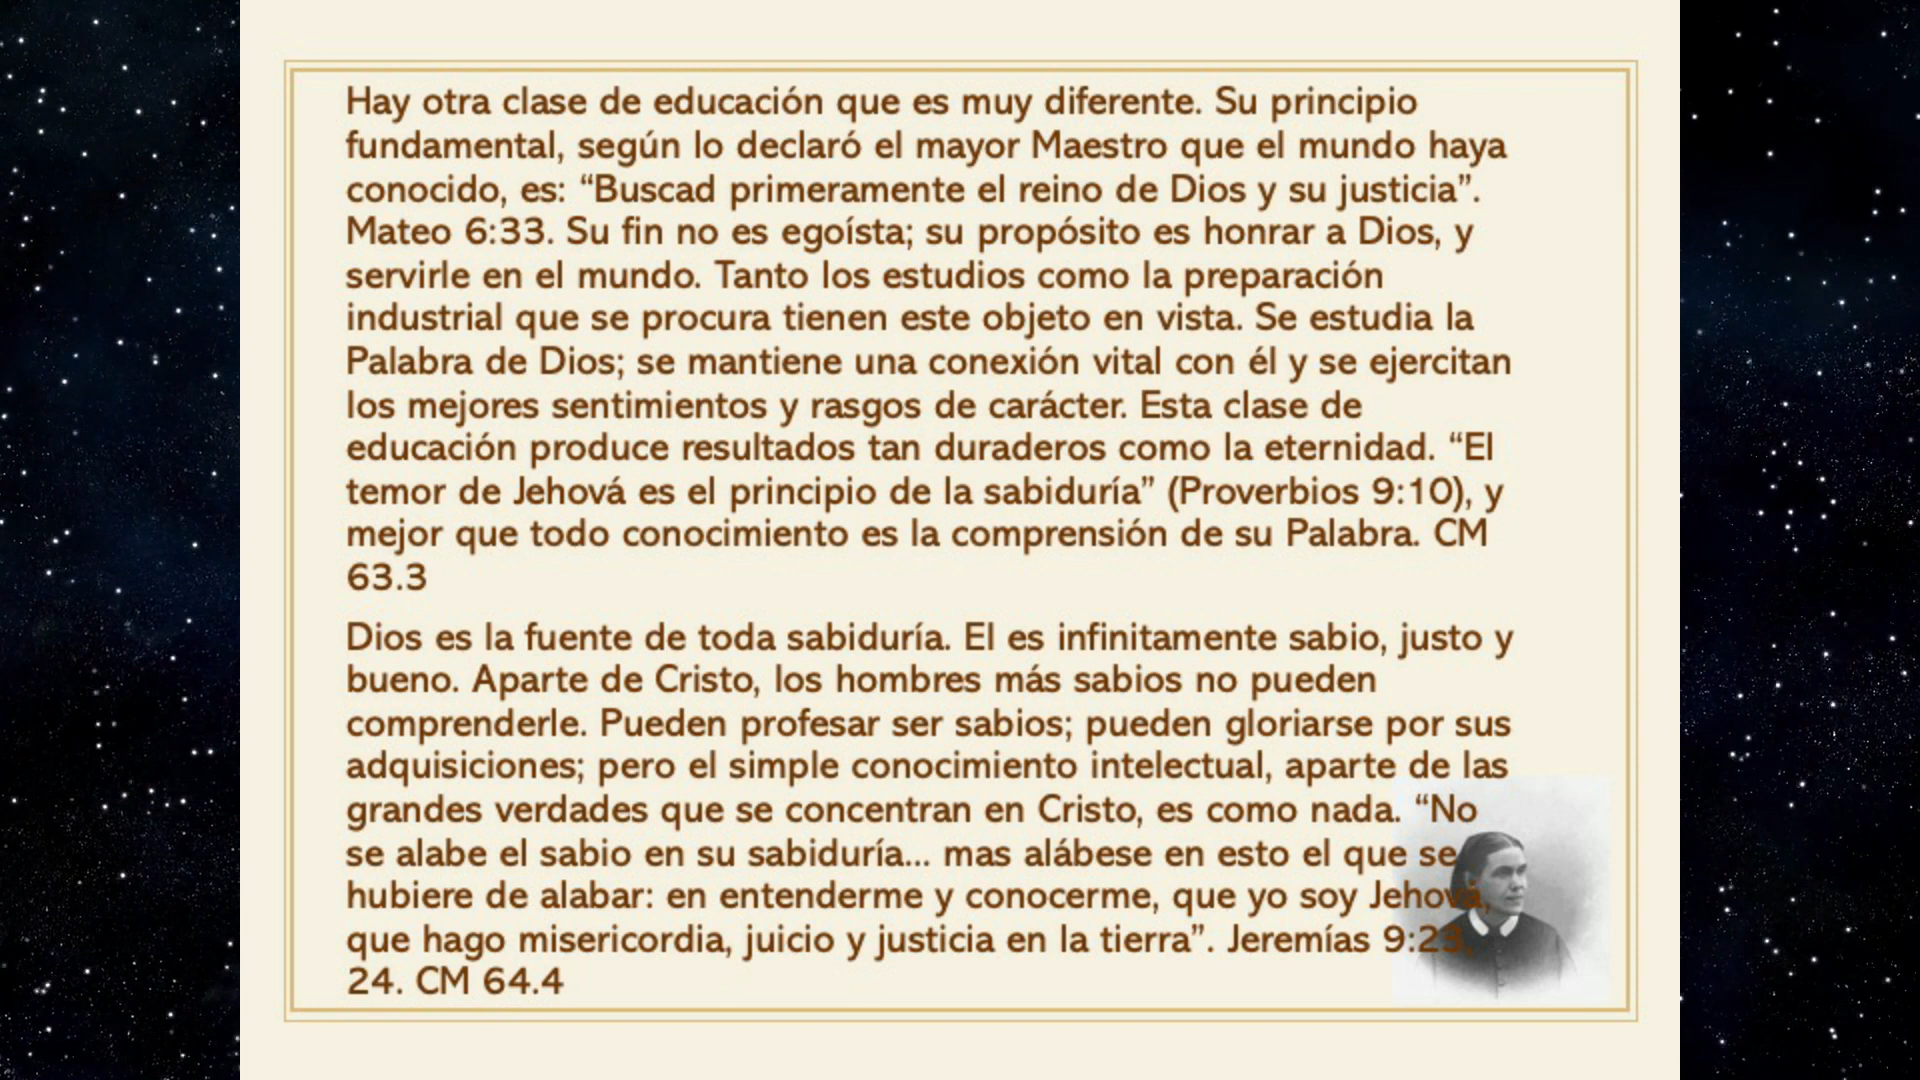 Hay otra clase de educación que es muy diferente. Su principio
fundamental, según lo declaró el mayor Maestro que el mundo haya
conocido, es: “Buscad primeramente el reino de Dios y su justicia”.
Mateo 6:33. Su fin no es egoísta; su propósito es honrar a Dios, y
servirle en el mundo. Tanto los estudios como la preparación
industrial que se procura tienen este objeto en vista. Se estudia la
Palabra de Dios; se mantiene una conexión vital con él y se ejercitan
los mejores sentimientos y rasgos de carácter. Esta clase de
educación produce resultados tan duraderos como la eternidad. “El
temor de Jehová es el principio de la sabiduría” (Proverbios 9:10), y
mejor que todo conocimiento es la comprensión de su Palabra. CM
63.3
Dios es la fuente de toda sabiduría. El es infinitamente sabio, justo y
bueno. Aparte de Cristo, los hombres más sabios no pueden
comprenderle. Pueden profesar ser sabios; pueden gloriarse por sus
adquisiciones; pero el simple conocimiento intelectual, aparte de las
grandes verdades que se concentran en Cristo, es como nada. “No
se alabe el sabio en su sabiduría... mas alábese en esto el que se
hubiere de alabar: en entenderme y conocerme, que yo soy Jehová,
que hago misericordia, juicio y justicia en la tierra”. Jeremías 9:23,
24. CM 64.4